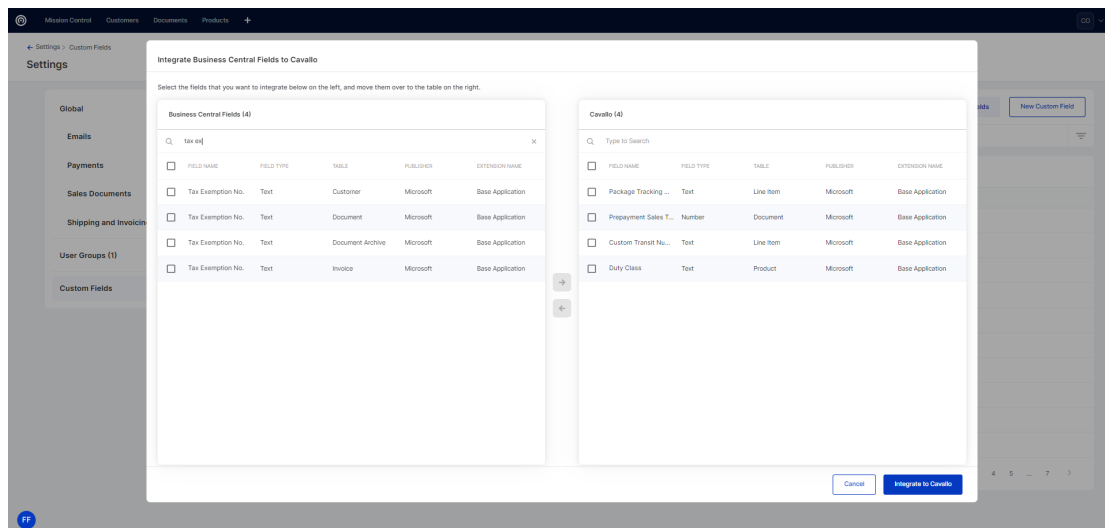 Mission Control Customers Documents Products + CO
← Settings > Custom Fields
Settings
Integrate Business Central Fields to Cavallo
Select the fields that you want to integrate below on the left, and move them over to the table on the right.
Global
Emails
Payments
Sales Documents
Shipping and Invoicin
User Groups (1)
Custom Fields
Business Central Fields (4)
tax ex
FIELD NAME FIELD TYPE TABLE PUBLISHER EXTENSION NAME
Tax Exemption No. Text Customer Microsoft Base Application
Tax Exemption No. Text Document Microsoft Base Application
Tax Exemption No. Text Document Archive Microsoft Base Application
Tax Exemption No. Text Invoice Microsoft Base Application
→
←
Cavallo (4)
Type to Search
FIELD NAME FIELD TYPE TABLE PUBLISHER EXTENSION NAME
Package Tracking ... Text Line Item Microsoft Base Application
Prepayment Sales T... Number Document Microsoft Base Application
Custom Transit Nu... Text Line Item Microsoft Base Application
Duty Class Text Product Microsoft Base Application
elds New Custom Field
4 5 ... 7 >
Cancel Integrate to Cavallo
FF